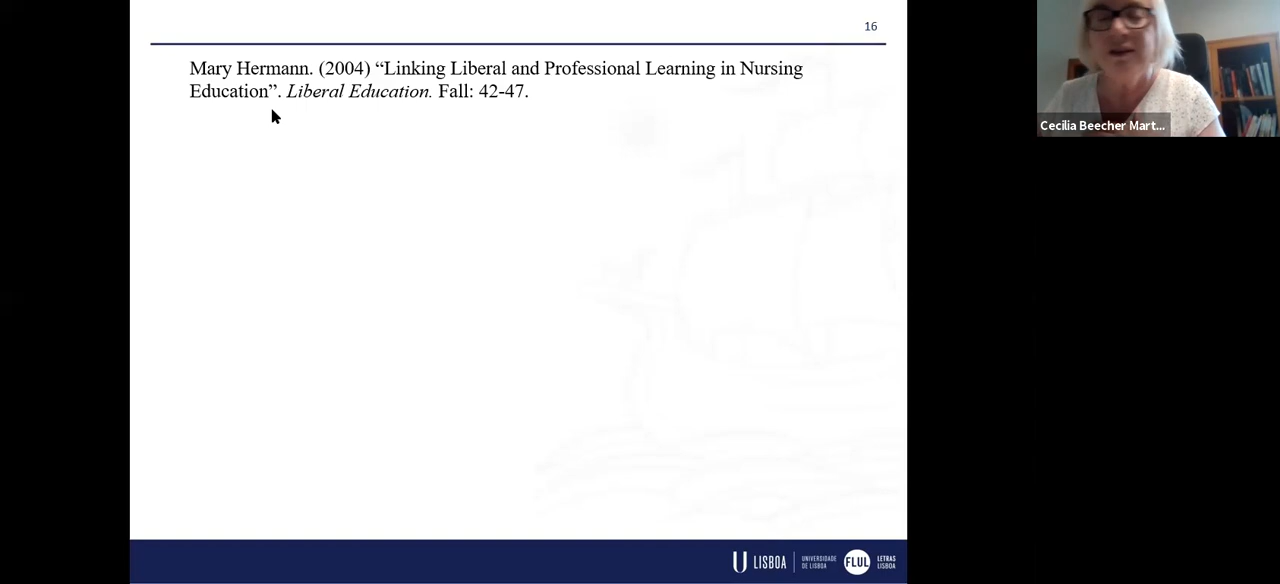 16
Mary Hermann. (2004) “Linking Liberal and Professional Learning in Nursing
Education”. Liberal Education. Fall: 42-47.
Cecilia Beecher Mart...
U LISBOA
UNIVERSIDADE
DE LISBOA
FLUL
LETRAS
LISBOA